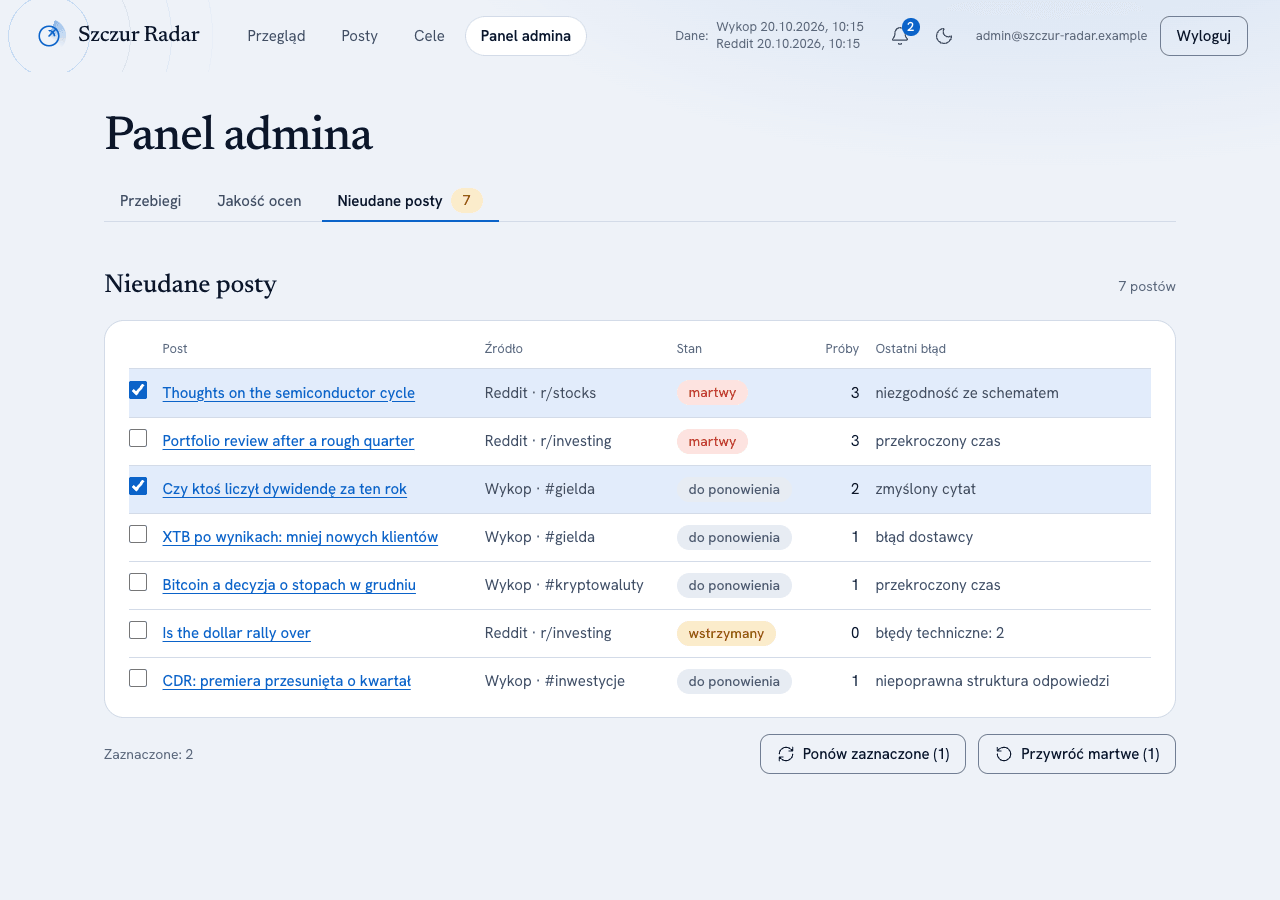 Szczur Radar
Przegląd Posty Cele Panel admina
Dane: Wykop 20.10.2026, 10:15
Reddit 20.10.2026, 10:15
2
admin@szczur-radar.example Wyloguj
Panel admina
Przebiegi Jakość ocen Nieudane posty 7
Nieudane posty 7 postów
Post Źródło Stan Próby Ostatni błąd
Thoughts on the semiconductor cycle Reddit · r/stocks martwy 3 niezgodność ze schematem
Portfolio review after a rough quarter Reddit · r/investing martwy 3 przekroczony czas
Czy ktoś liczył dywidendę za ten rok Wykop · #gielda do ponowienia 2 zmyślony cytat
XTB po wynikach: mniej nowych klientów Wykop · #gielda do ponowienia 1 błąd dostawcy
Bitcoin a decyzja o stopach w grudniu Wykop · #kryptowaluty do ponowienia 1 przekroczony czas
Is the dollar rally over Reddit · r/investing wstrzymany 0 błędy techniczne: 2
CDR: premiera przesunięta o kwartał Wykop · #inwestycje do ponowienia 1 niepoprawna struktura odpowiedzi
Zaznaczone: 2 Ponów zaznaczone (1) Przywróć martwe (1)